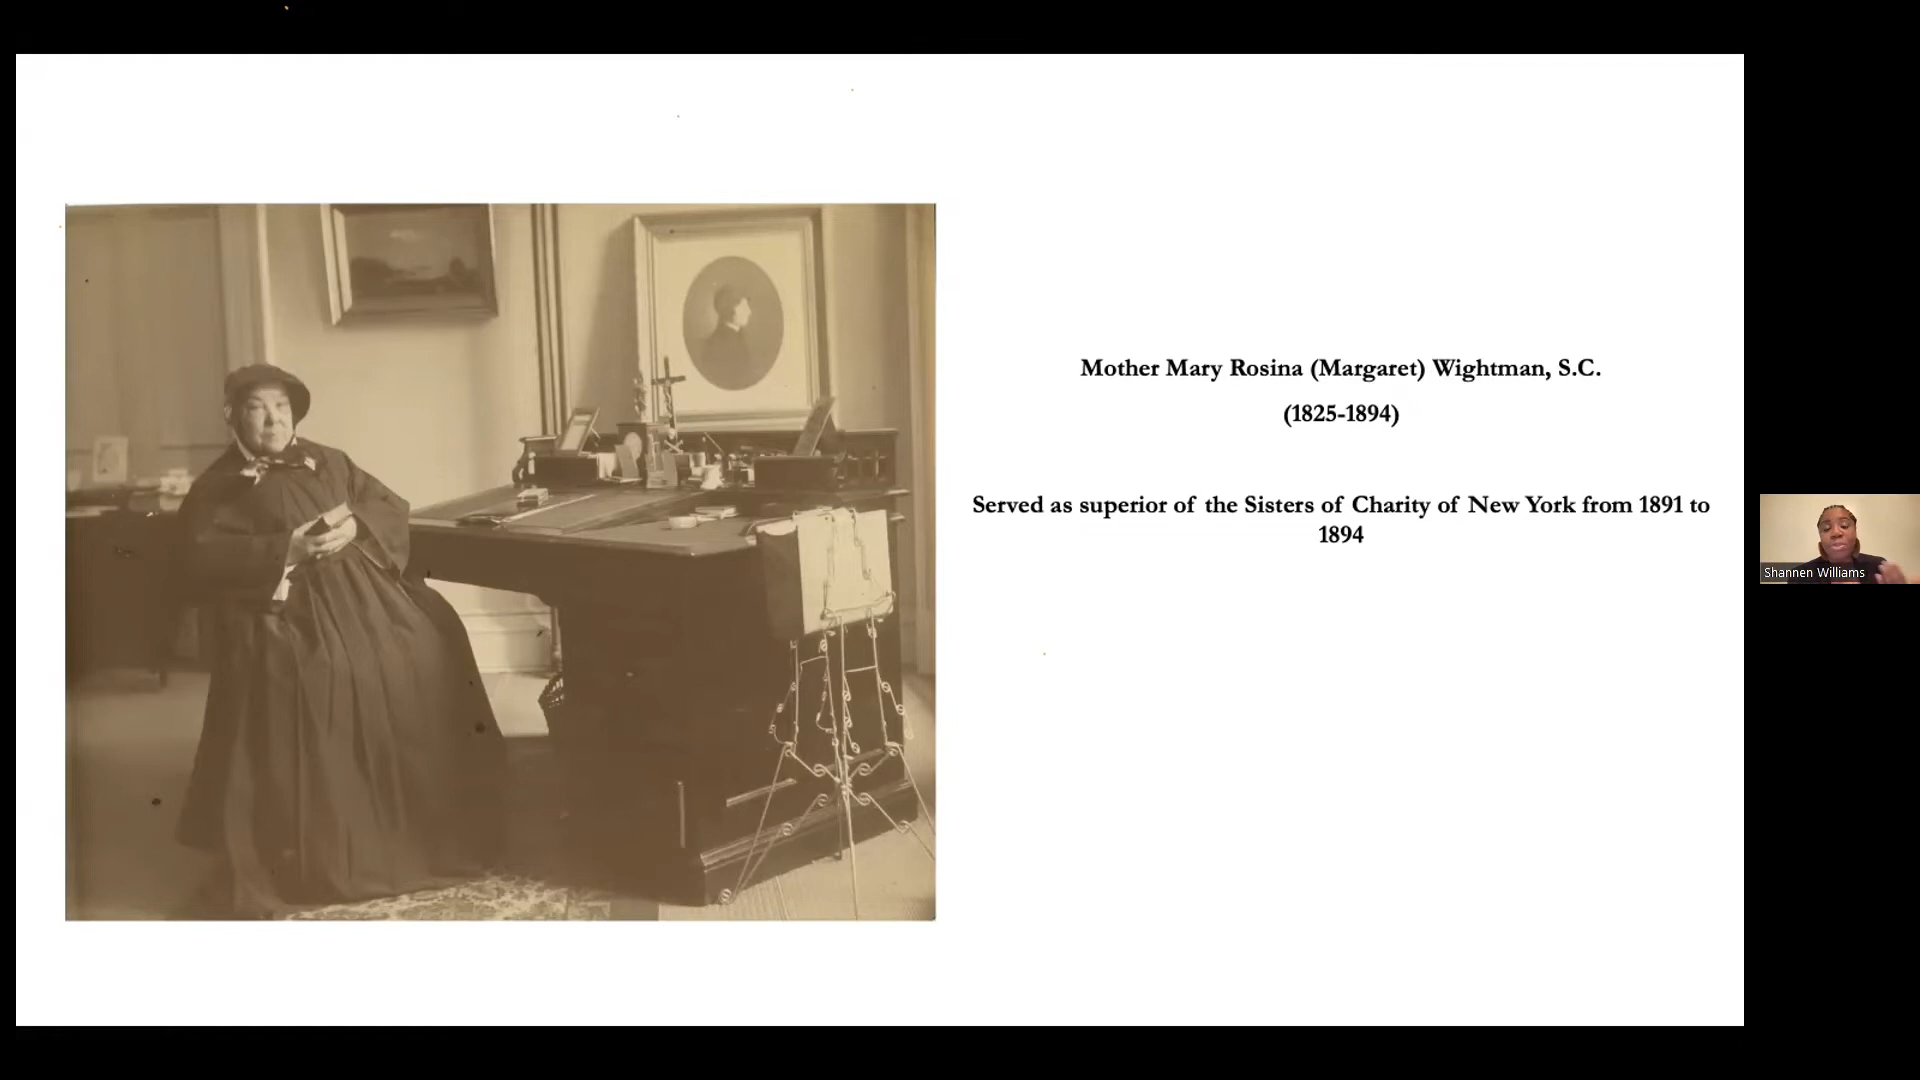 Mother Mary Rosina (Margaret) Wightman, S.C.
(1825-1894)
Served as superior of the Sisters of Charity of New York from 1891 to
1894
Shannen Williams